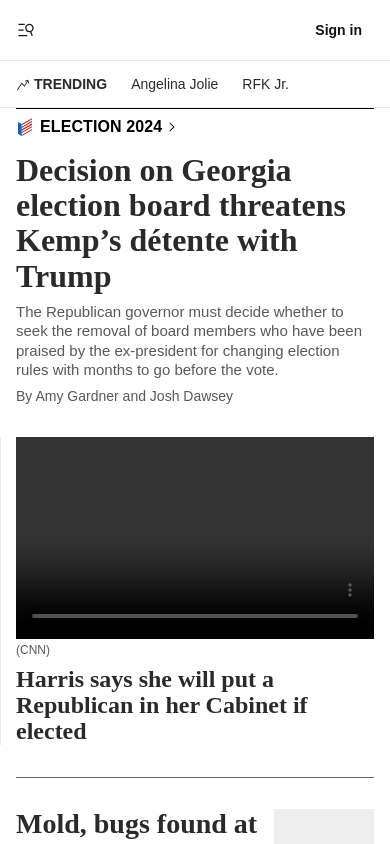 Sign in
TRENDING
Angelina Jolie
RFK Jr.
ELECTION 2024
Decision on Georgia
election board threatens
Kemp’s détente with
Trump
The Republican governor must decide whether to
seek the removal of board members who have been
praised by the ex-president for changing election
rules with months to go before the vote.
By Amy Gardner and Josh Dawsey
(CNN)
Harris says she will put a
Republican in her Cabinet if
elected
Mold, bugs found at